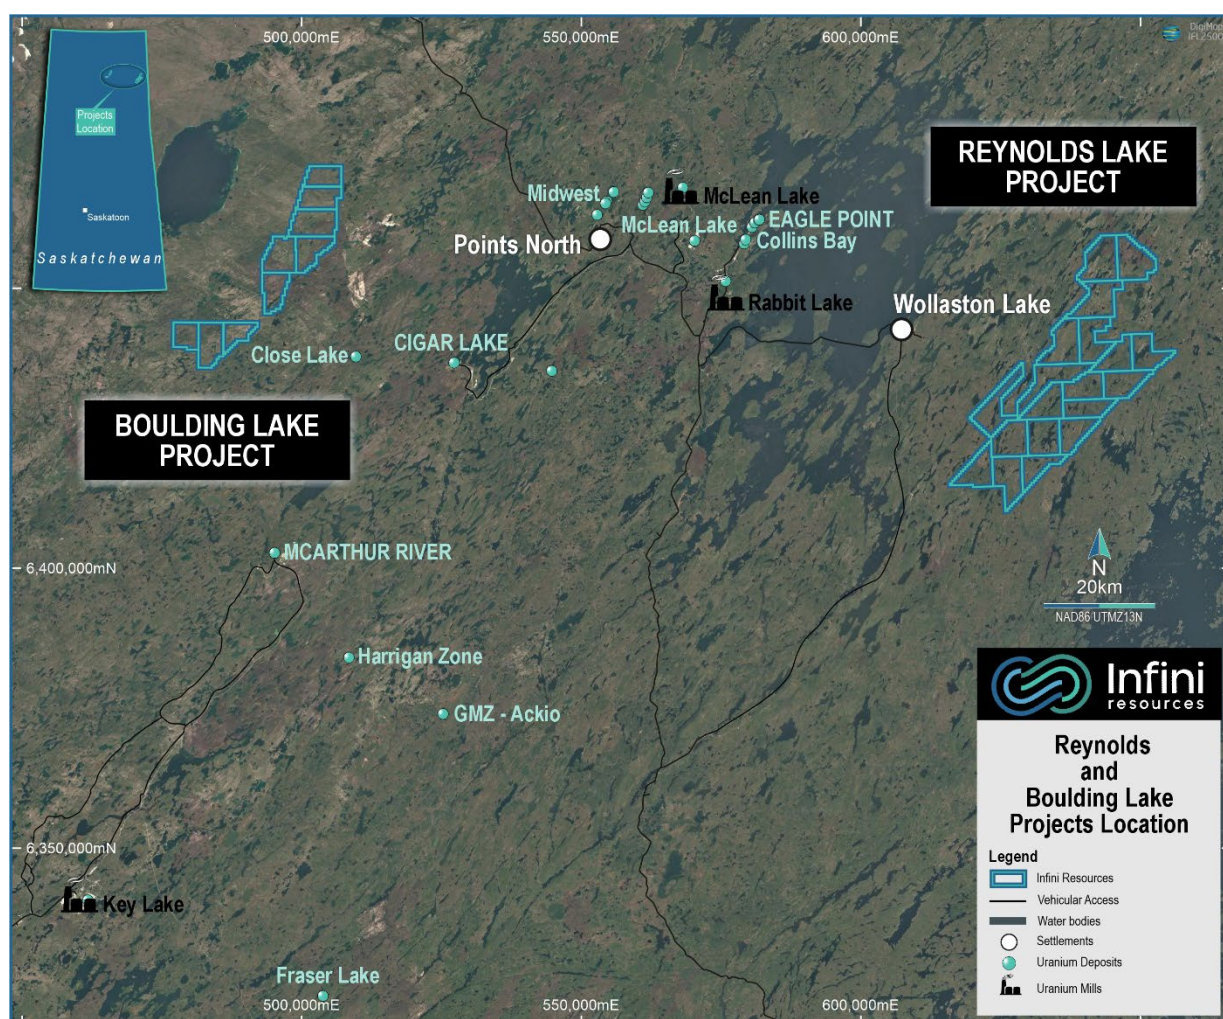 500,000mE
550,000mE
600,000mE
Projects
Location
Saskatoon
Saskatchewan
REYNOLDS LAKE
PROJECT
Midwest
McLean Lake
McLean Lake
EAGLE POINT
Collins Bay
Points North
Rabbit Lake
Wollaston Lake
Close Lake
CIGAR LAKE
BOULDING LAKE
PROJECT
MCARTHUR RIVER
6,400,000mN
N
20km
NAD86 UTMZ13N
Harrigan Zone
GMZ - Ackio
Infini
resources
Reynolds
and
Boulding Lake
Projects Location
Legend
Infini Resources
Vehicular Access
Water bodies
Settlements
Uranium Deposits
Uranium Mills
6,350,000mN
Key Lake
Fraser Lake
500,000mE
550,000mE
600,000mE